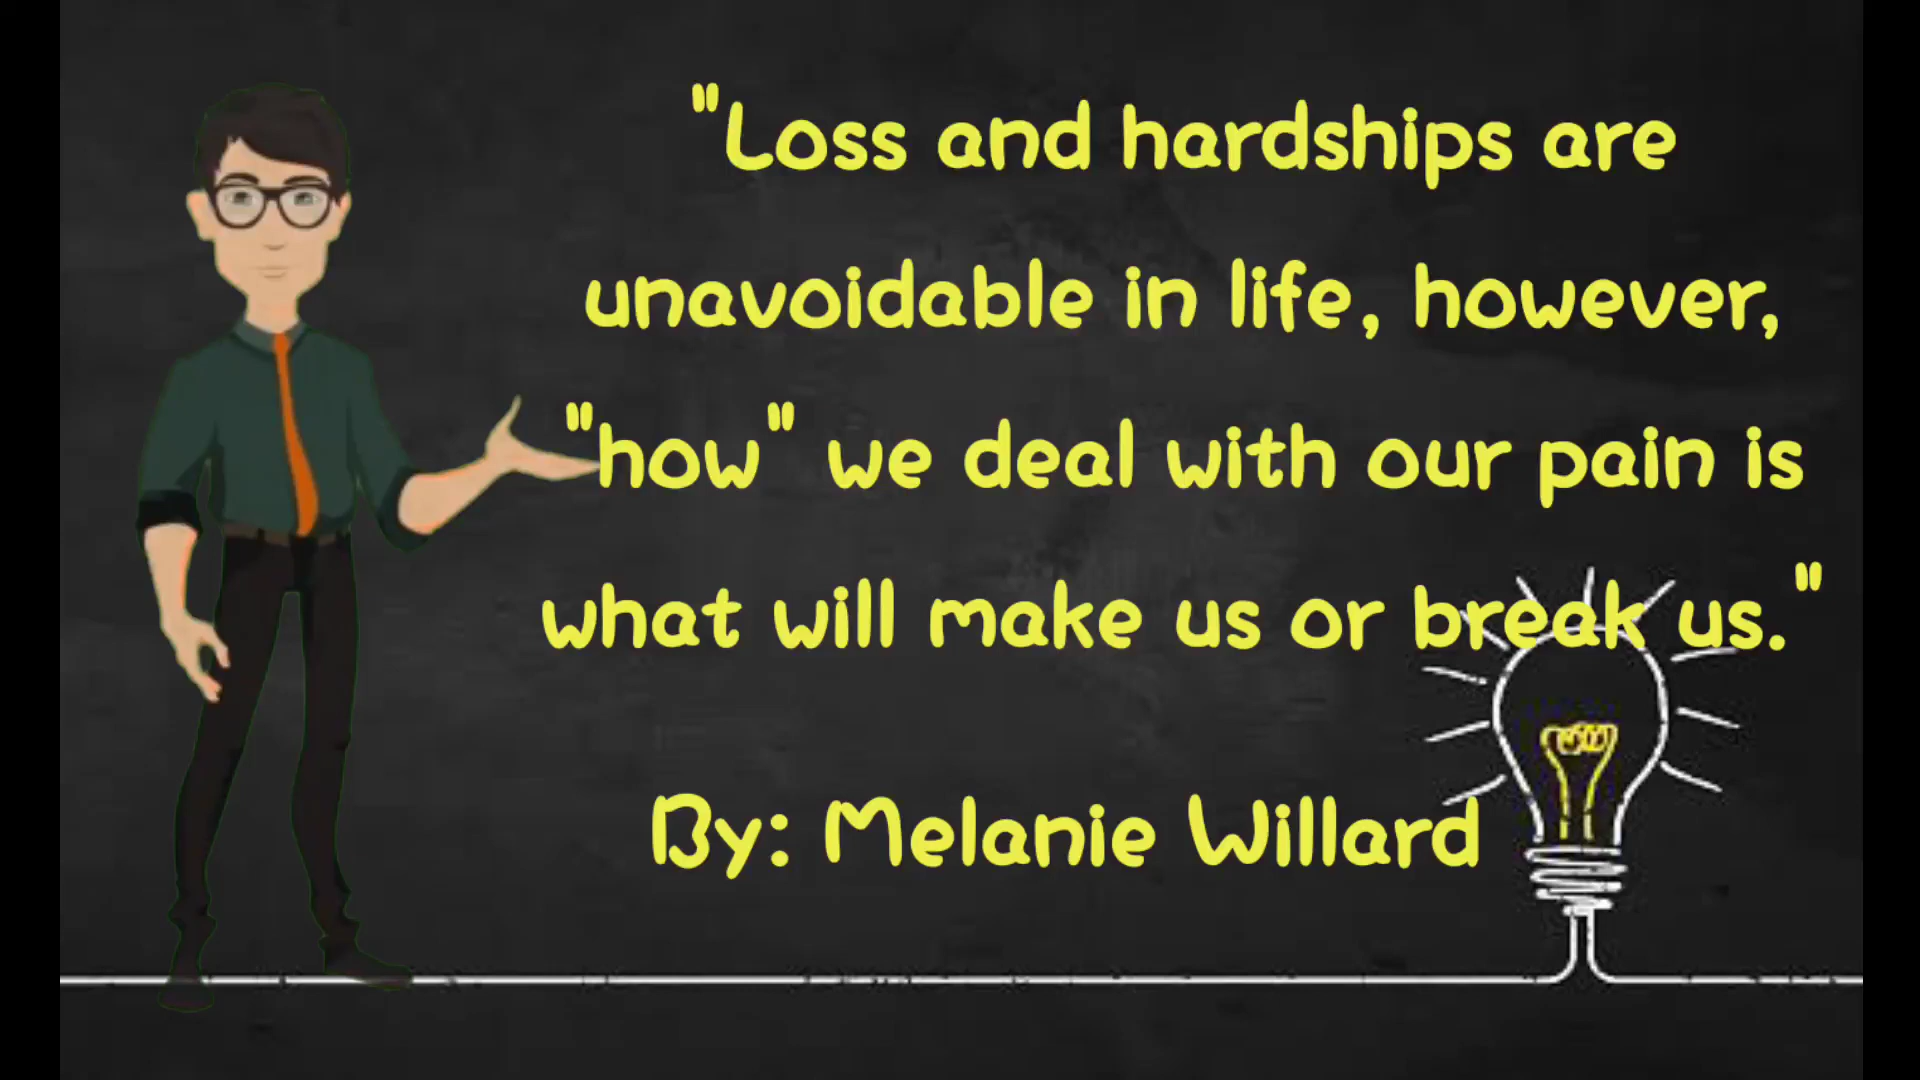 "Loss and hardships are
unavoidable in life, however,
"how" we deal with our pain is
what will make us or break us."
By: Melanie Willard